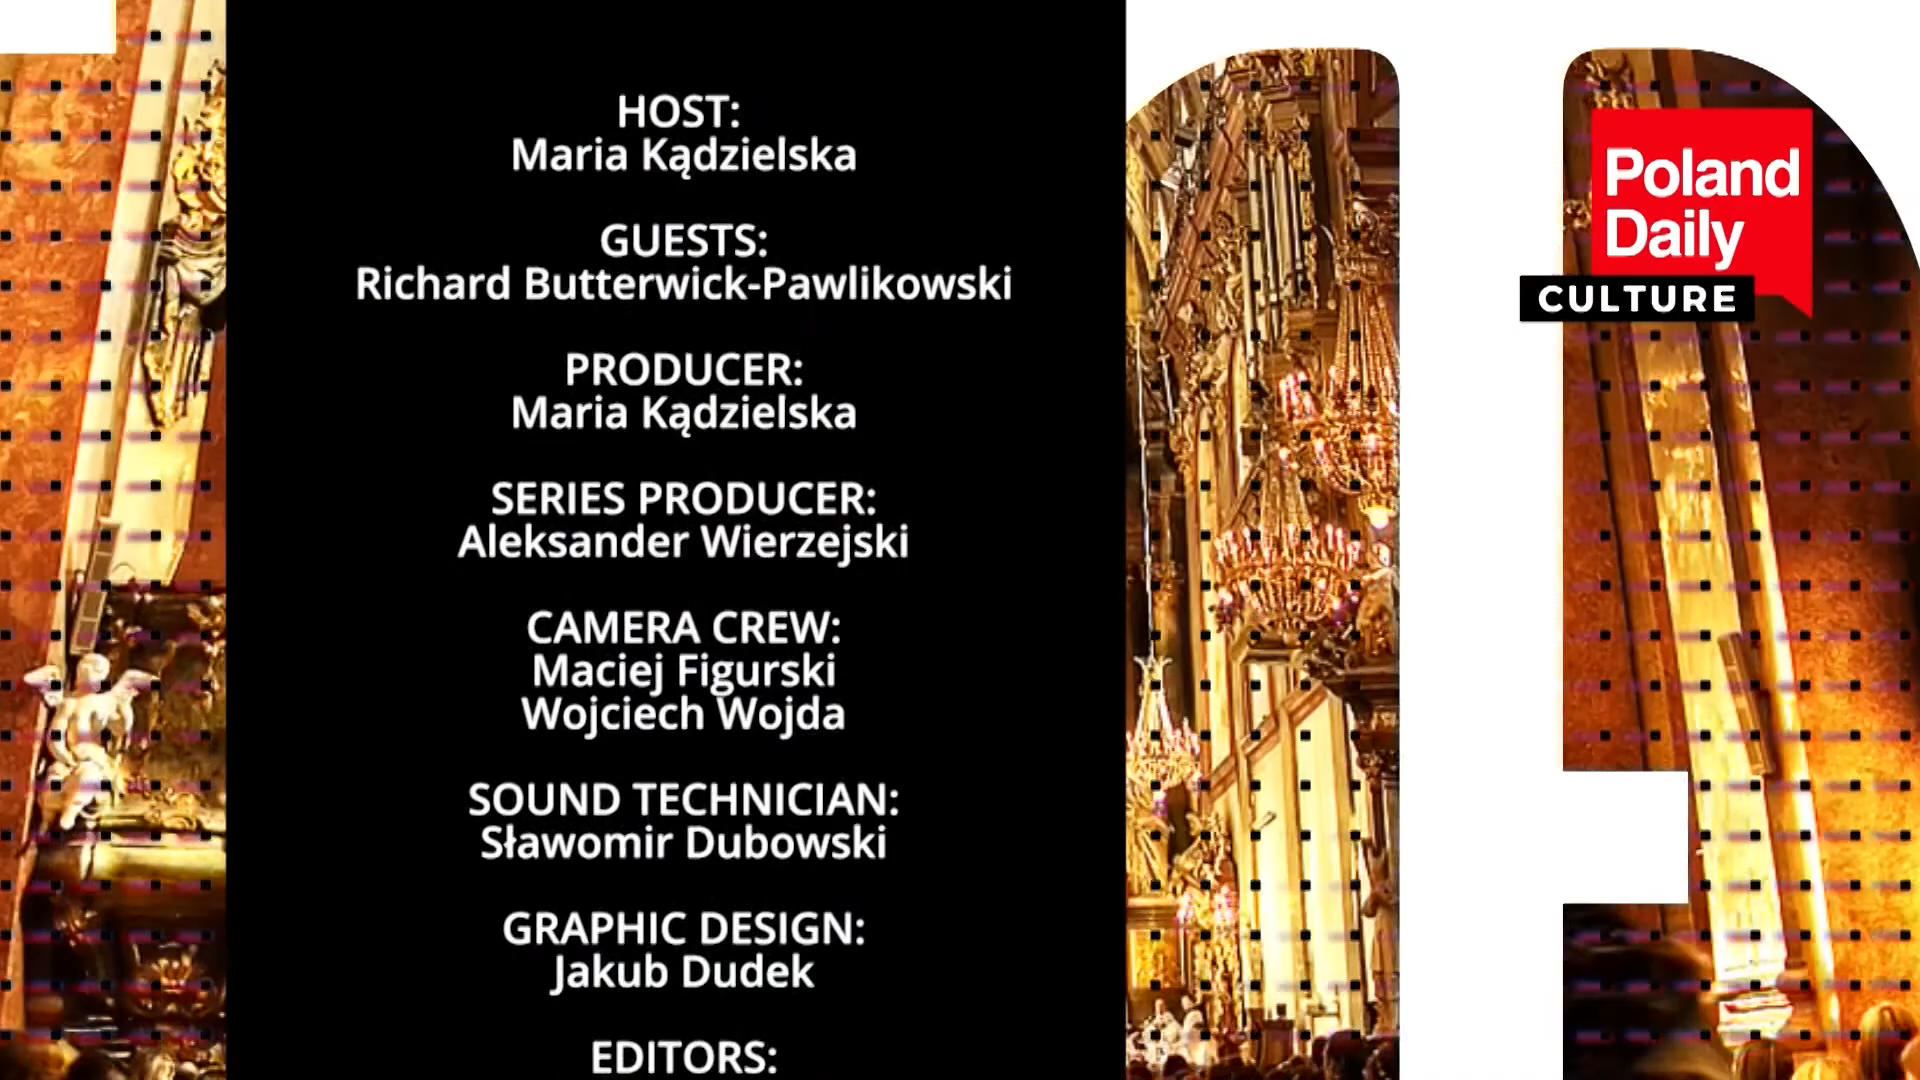 HOST:
Maria Kądzielska
GUESTS:
Richard Butterwick-Pawlikowski
PRODUCER:
Maria Kądzielska
SERIES PRODUCER:
Aleksander Wierzejski
CAMERA CREW:
Maciej Figurski
Wojciech Wojda
SOUND TECHNICIAN:
Sławomir Dubowski
GRAPHIC DESIGN:
Jakub Dudek
EDITORS:
Poland
Daily
CULTURE